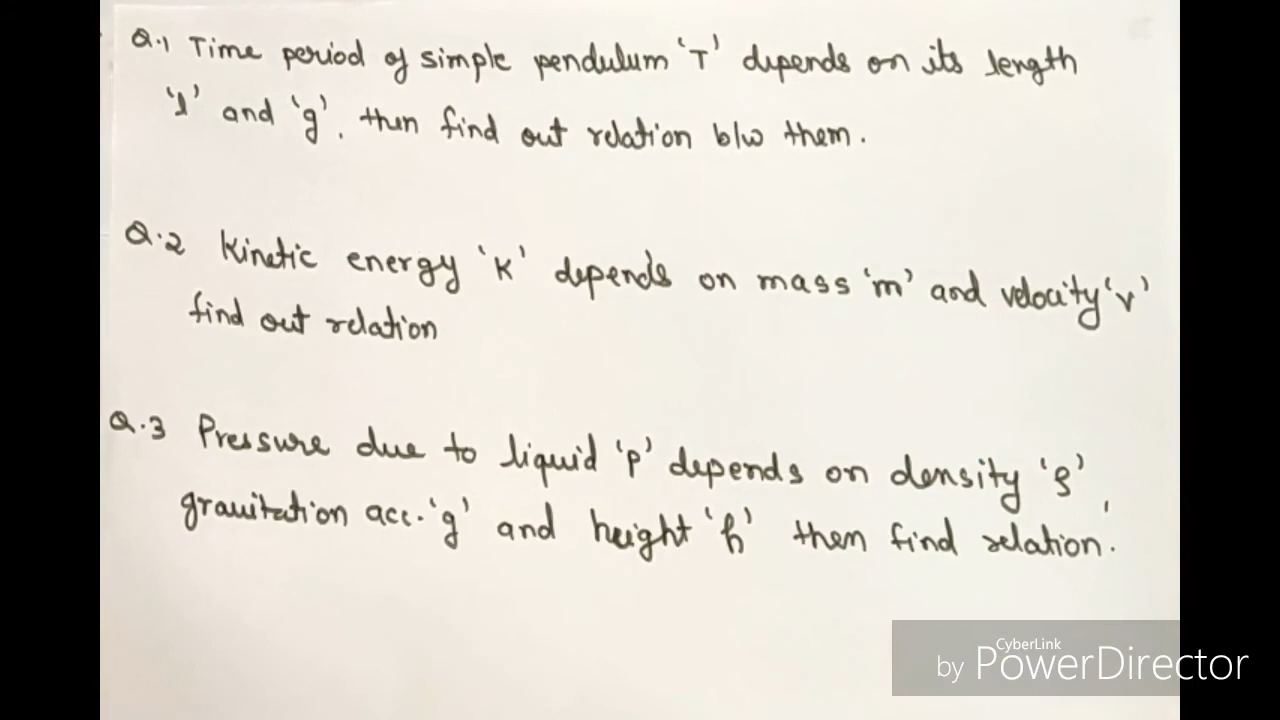 Q.1 Time period of simple pendulum 'T' depends on its length
'l' and 'g', then find out relation b/w them.
Q.2 Kinetic energy 'K' depends on mass 'm' and velocity 'v'
find out relation
Q.3 Pressure due to liquid 'P' depends on density 'ρ',
gravitation acc. 'g' and height 'h' then find relation.
CyberLink
by PowerDirector